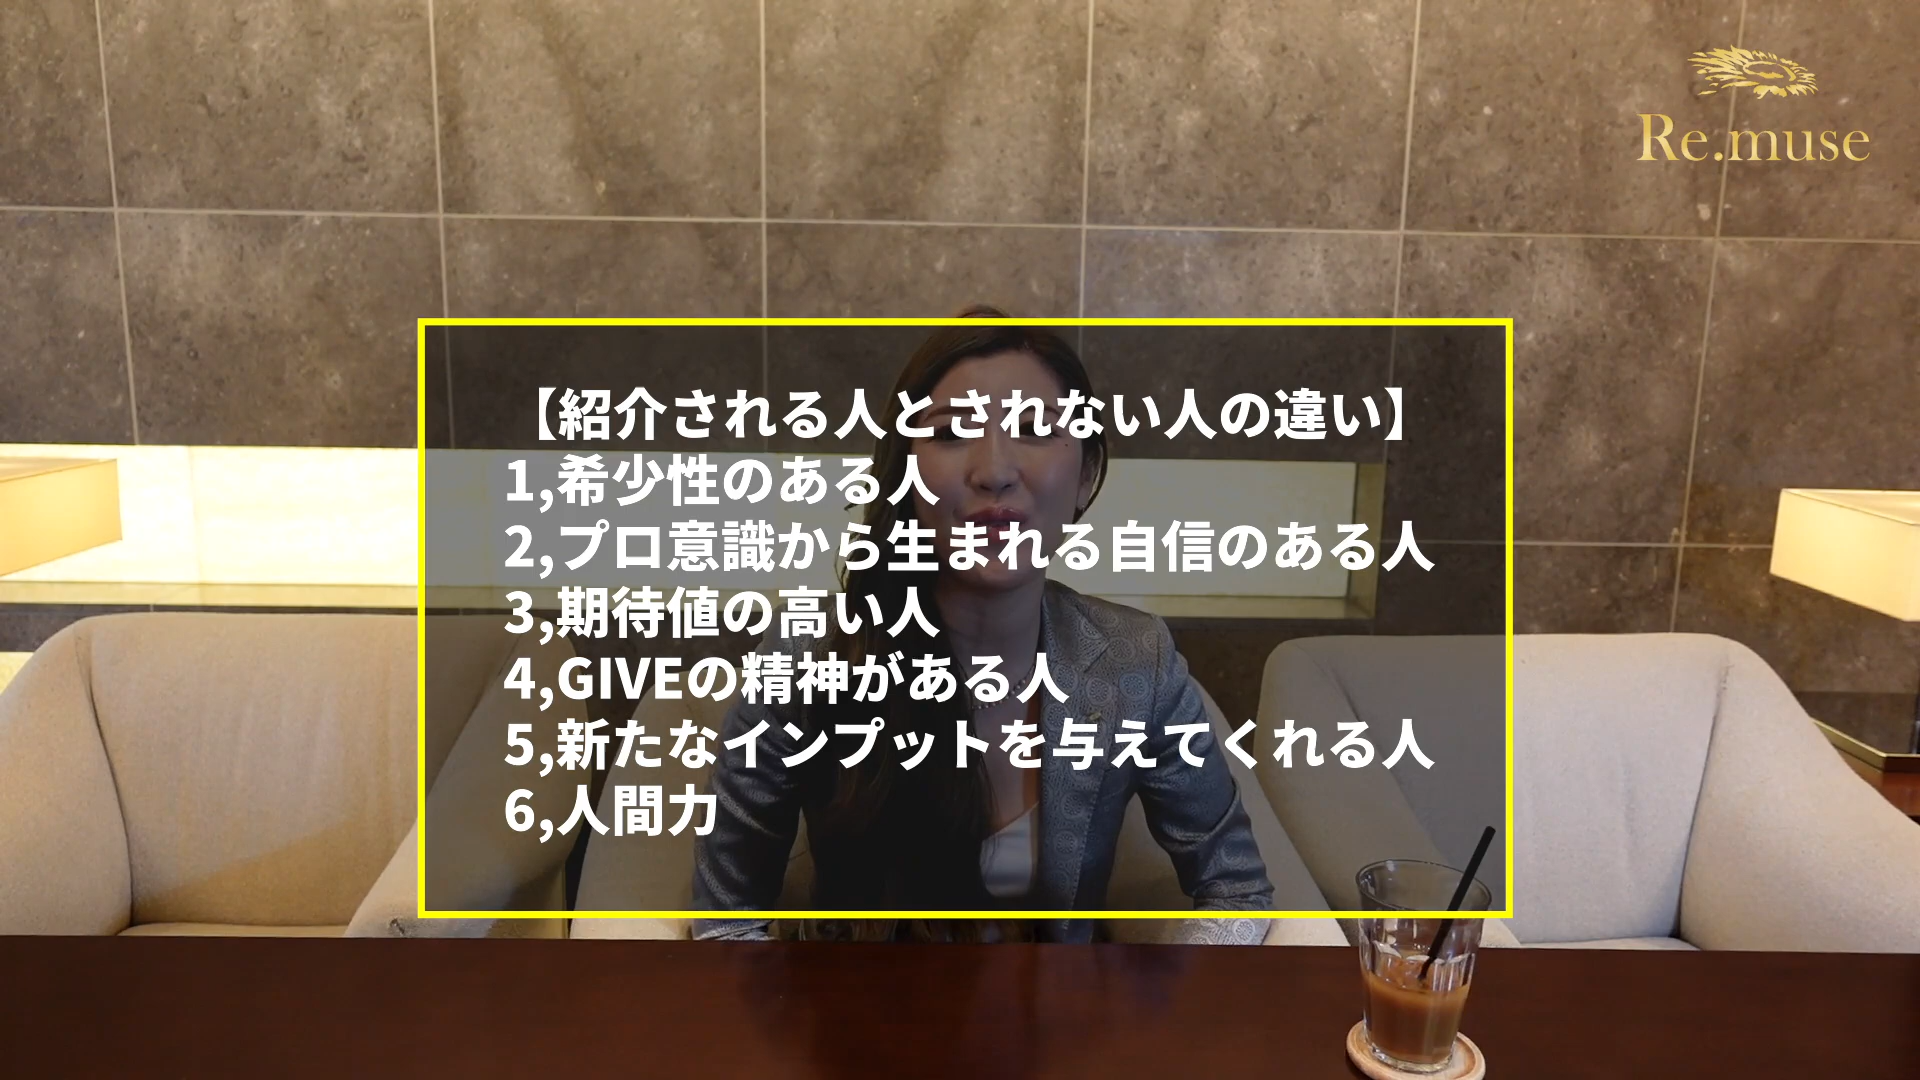 Re.muse
【紹介される人とされない人の違い】
1,希少性のある人
2,プロ意識から生まれる自信のある人
3,期待値の高い人
4,GIVEの精神がある人
5,新たなインプットを与えてくれる人
6,人間力